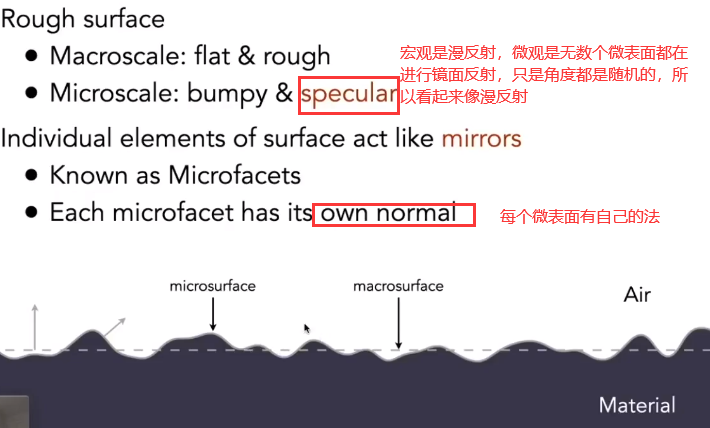 Rough surface
• Macroscale: flat & rough
• Microscale: bumpy & specular
宏观是漫反射，微观是无数个微表面都在
进行镜面反射，只是角度都是随机的，所
以看起来像漫反射
Individual elements of surface act like mirrors
• Known as Microfacets
• Each microfacet has its own normal
每个微表面有自己的法
microsurface
macrosurface
Air
Material